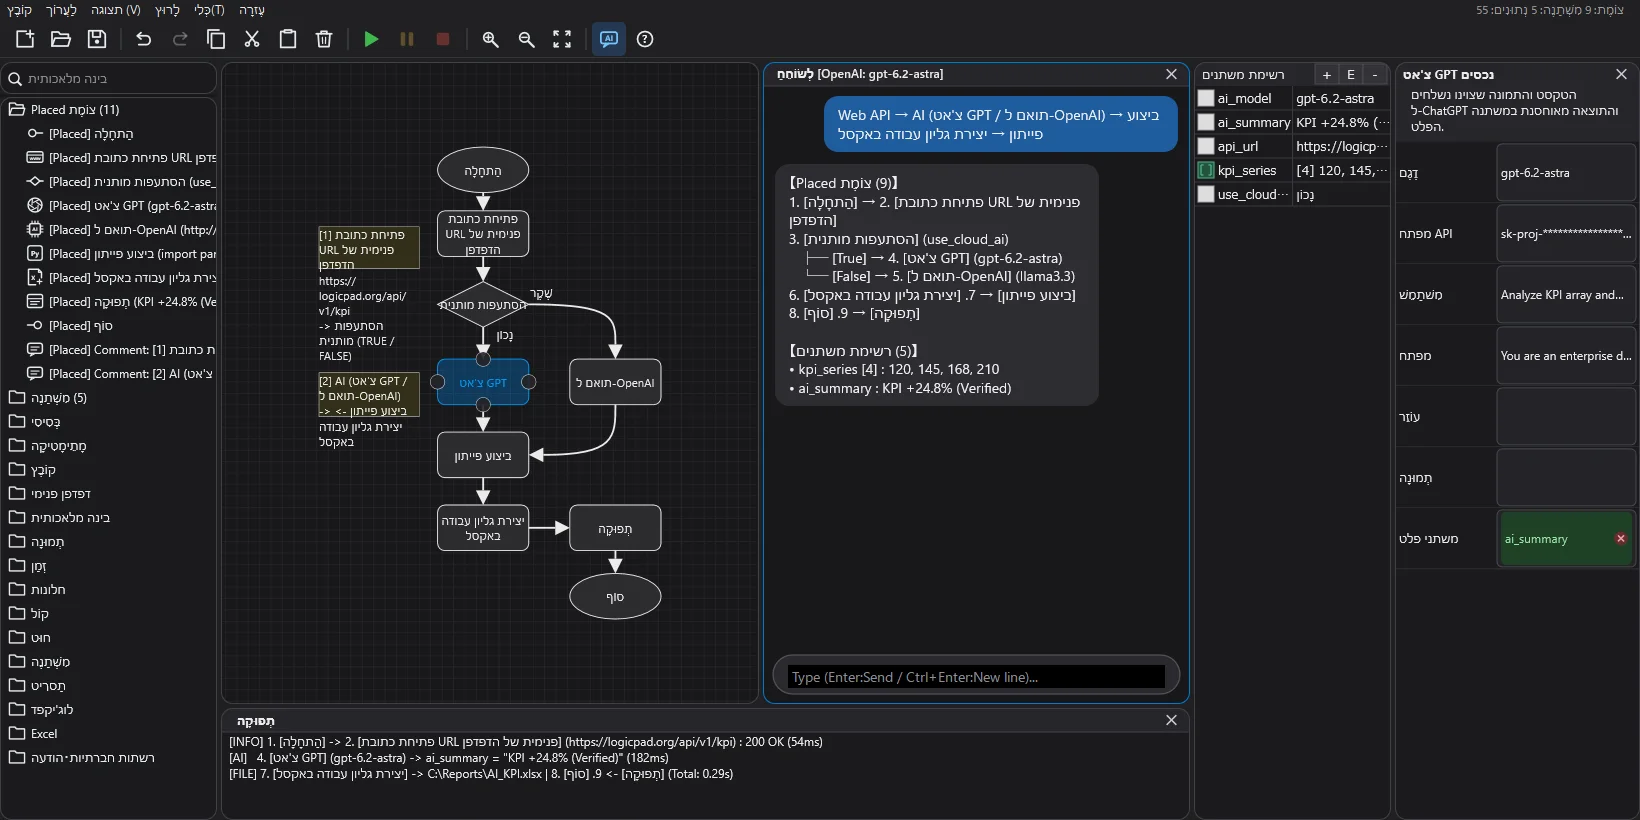 קוֹבֶץ לַעֲרוֹך תצוגה (V) כְּלִי(T) לָרוּץ עֶזרָה
צוֹמֶת: 9 מִשְׁתַנֶה: 5 נְתוּנִים: 55
בינה מלאכותית
Placed צוֹמֶת (11)
[Placed] הַתחָלָה
[Placed] פתיחת כתובת URL הדפדפן
[Placed] הסתעפות מותנית (use_
[Placed] צ'אט GPT (gpt-6.2-astra
[Placed] תואם ל-OpenAI (http://
[Placed] ביצוע פייתון (import par
[Placed] יצירת גליון עבודה באקסל
[Placed] תְפוּקָה (KPI +24.8% (Ve
[Placed] סוֹף
[Placed] Comment: [1] פתיחת כתובת
[Placed] Comment: [2] AI (צ'אט
מִשְׁתַנֶה (5)
בְּסִיסִי
מָתֵימָטִיקָה
קוֹבֶץ
דפדפן פנימי
בינה מלאכותית
תְמוּנָה
זְמַן
חלונות
קוֹל
חוּט
מִשְׁתַנֶה
תַסרִיט
לוג'יקפד
Excel
רשתות חברתיות・הודעה
הַתחָלָה
פתיחת כתובת
URL פנימית של
הדפדפן
הסתעפות מותנית
שֶׁקֶר
נָכוֹן
צ'אט GPT
תואם ל-OpenAI
ביצוע פייתון
יצירת גליון עבודה
באקסל
תְפוּקָה
סוֹף
[1] פתיחת כתובת
URL פנימית של
הדפדפן
https://
logicpad.org/api/
v1/kpi
-> הסתעפות
מותנית (TRUE /
FALSE)
[2] AI (צ'אט GPT /
תואם ל-OpenAI)
-> ביצוע פייתון ->
יצירת גליון עבודה
באקסל
לְשׂוֹחֵחַ [OpenAI: gpt-6.2-astra]
Web API → AI (צ'אט GPT / תואם ל-OpenAI) → ביצוע
פייתון → יצירת גליון עבודה באקסל
【Placed צוֹמֶת (9)】
1. [הַתחָלָה] → 2. [פתיחת כתובת URL פנימית של
הדפדפן]
3. [הסתעפות מותנית] (use_cloud_ai)
├── [True] → 4. [צ'אט GPT] (gpt-6.2-astra)
└── [False] → 5. [תואם ל-OpenAI] (llama3.3)
6. [ביצוע פייתון] → 7. [יצירת גליון עבודה באקסל]
8. [תְפוּקָה] → 9. [סוֹף]
【רשימת משתנים (5)】
• kpi_series [4] : 120, 145, 168, 210
• ai_summary : KPI +24.8% (Verified)
Type (Enter:Send / Ctrl+Enter:New line)...
תְפוּקָה
[INFO] 1. [הַתחָלָה] -> 2. [פתיחת כתובת URL פנימית של הדפדפן] (https://logicpad.org/api/v1/kpi) : 200 OK (54ms)
[AI] 4. [צ'אט GPT] (gpt-6.2-astra) -> ai_summary = "KPI +24.8% (Verified)" (182ms)
[FILE] 7. [יצירת גליון עבודה באקסל] -> C:\Reports\AI_KPI.xlsx | 8. [תְפוּקָה] -> 9. [סוֹף] (Total: 0.29s)
רשימת משתנים + E -
ai_model gpt-6.2-astra
ai_summary KPI +24.8% (···
api_url https://logicp···
kpi_series [4] 120, 145,···
use_cloud··· נָכוֹן
נכסים GPT צ'אט
הטקסט והתמונה שצוינו נשלחים
ל-ChatGPT והתוצאה מאוחסנת במשתנה
הפלט.
דֶגֶם gpt-6.2-astra
מפתח API sk-proj-****************...
מִשׁתַמֵשׁ Analyze KPI array and...
מפתח You are an enterprise d...
עוֹזֵר
תְמוּנָה
משתני פלט ai_summary